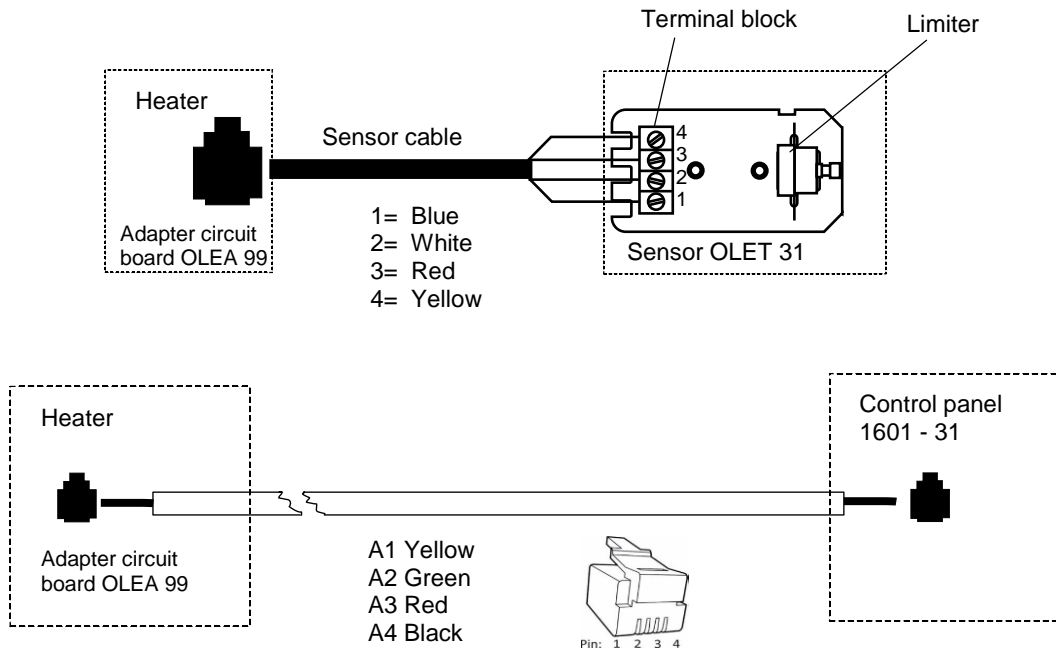 Terminal block
Limiter
Heater
Sensor cable
4
3
2
1
Adapter circuit
board OLEA 99
1= Blue
2= White
3= Red
4= Yellow
Sensor OLET 31
Heater
Control panel
1601 - 31
Adapter circuit
board OLEA 99
A1 Yellow
A2 Green
A3 Red
A4 Black
Pin: 1 2 3 4